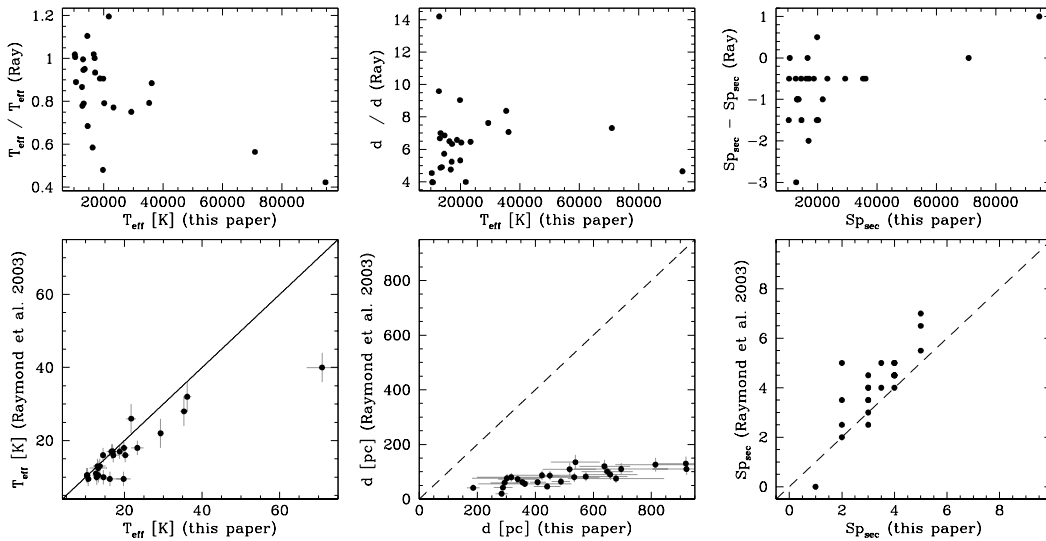 T_eff / T_eff (Ray)
1.2
1
0.8
0.6
0.4
20000 40000 60000 80000
T_eff [K] (this paper)
d / d (Ray)
14
12
10
8
6
4
20000 40000 60000 80000
T_eff [K] (this paper)
Sp_sec − Sp_sec (Ray)
1
0
−1
−2
−3
20000 40000 60000 80000
Sp_sec (this paper)
T_eff [K] (Raymond et al. 2003)
60
40
20
20 40 60
T_eff [K] (this paper)
d [pc] (Raymond et al. 2003)
800
600
400
200
0
0 200 400 600 800
d [pc] (this paper)
Sp_sec (Raymond et al. 2003)
8
6
4
2
0
0 2 4 6 8
Sp_sec (this paper)